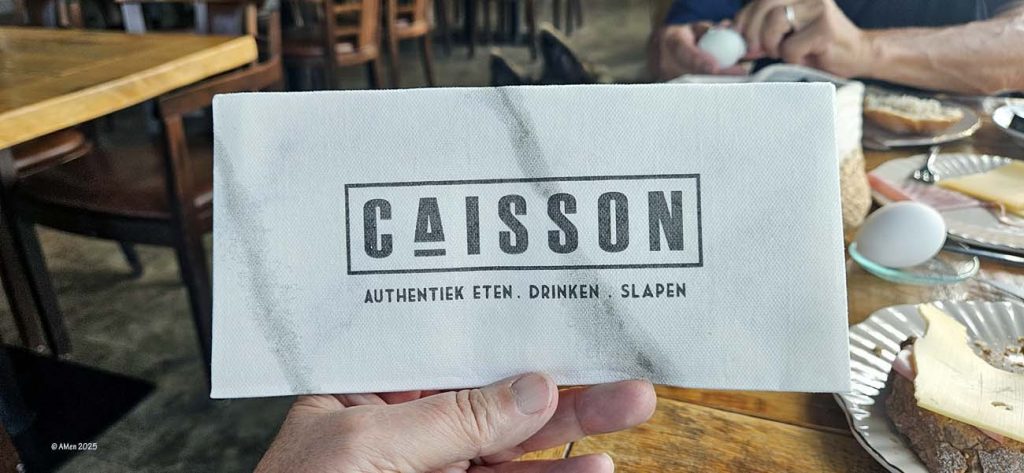 CAISSON
AUTHENTIEK ETEN . DRINKEN . SLAPEN
© AMen 2025